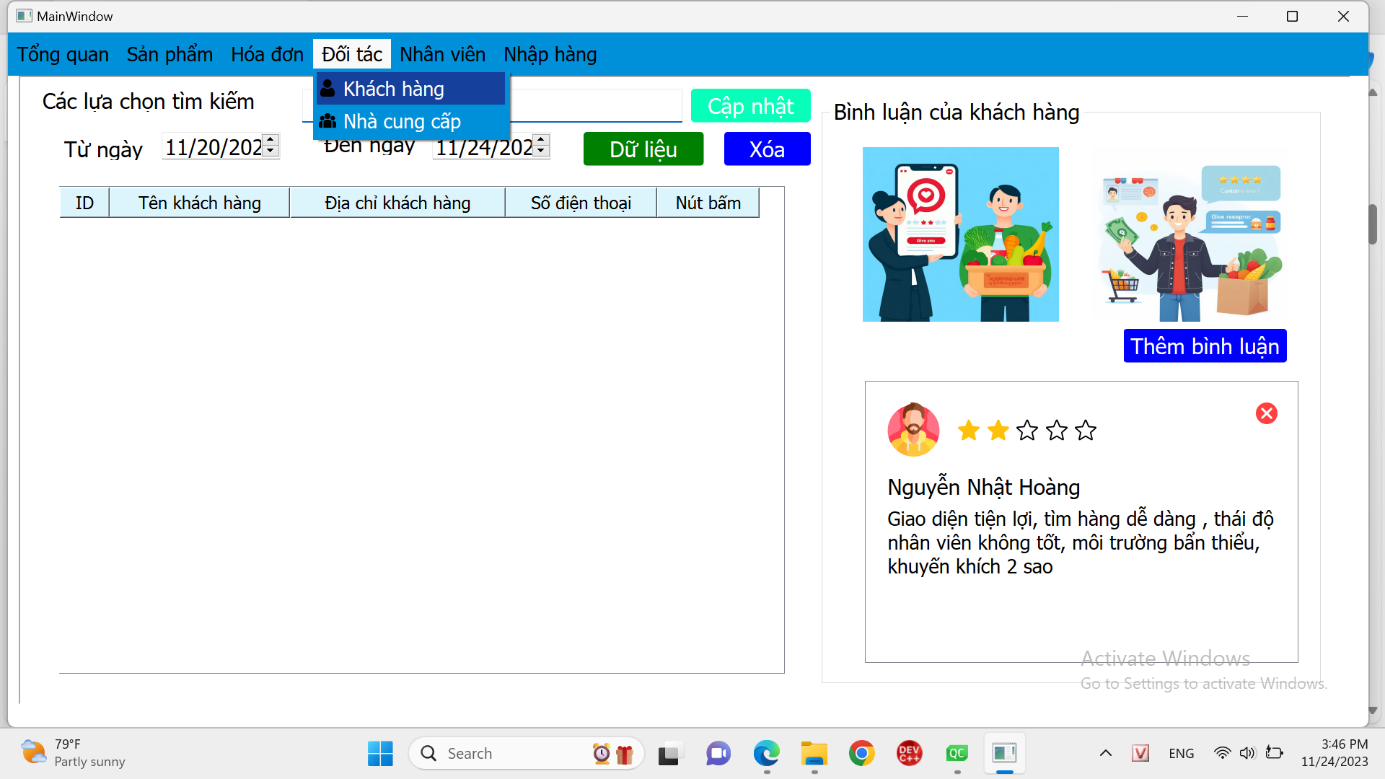 MainWindow
Tổng quan Sản phẩm Hóa đơn Đối tác Nhân viên Nhập hàng
Khách hàng
Nhà cung cấp
Các lựa chọn tìm kiếm
Cập nhật
Từ ngày
11/20/202
Đến ngày
11/24/202
Dữ liệu
Xóa
ID Tên khách hàng Địa chỉ khách hàng Số điện thoại Nút bấm
Bình luận của khách hàng
Thêm bình luận
Nguyễn Nhật Hoàng
Giao diện tiện lợi, tìm hàng dễ dàng , thái độ
nhân viên không tốt, môi trường bẩn thiểu,
khuyến khích 2 sao
Activate Windows
Go to Settings to activate Windows.
79°F
Partly sunny
Search
DEV
C++
QC
V
ENG
3:46 PM
11/24/2023